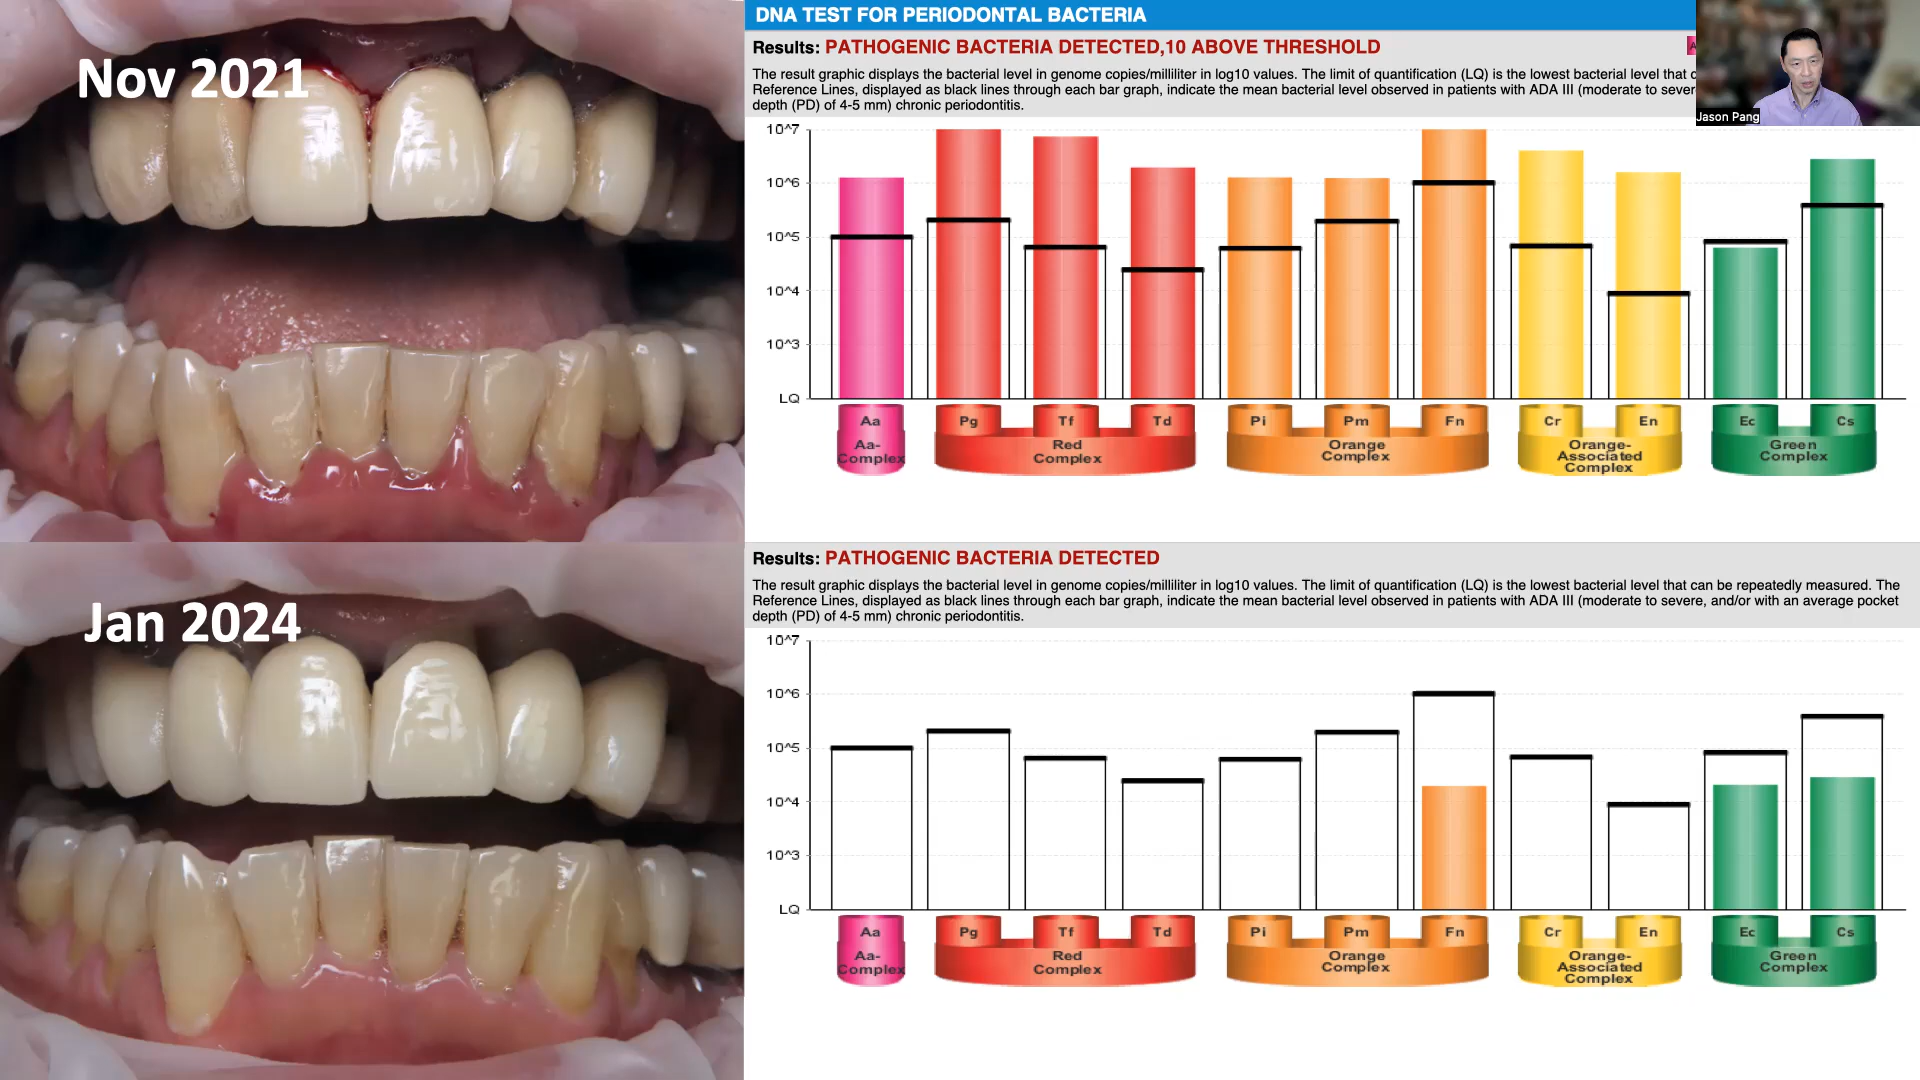 Nov 2021
DNA TEST FOR PERIODONTAL BACTERIA
Results: PATHOGENIC BACTERIA DETECTED,10 ABOVE THRESHOLD
The result graphic displays the bacterial level in genome copies/milliliter in log10 values. The limit of quantification (LQ) is the lowest bacterial level that
Reference Lines, displayed as black lines through each bar graph, indicate the mean bacterial level observed in patients with ADA III (moderate to sever
depth (PD) of 4-5 mm) chronic periodontitis.
Jason Pang
10^7
10^6
10^5
10^4
10^3
LQ
Aa Pg Tf Td Pi Pm Fn Cr En Ec Cs
Aa-Complex
Red Complex
Orange Complex
Orange-Associated Complex
Green Complex
Jan 2024
Results: PATHOGENIC BACTERIA DETECTED
The result graphic displays the bacterial level in genome copies/milliliter in log10 values. The limit of quantification (LQ) is the lowest bacterial level that can be repeatedly measured. The
Reference Lines, displayed as black lines through each bar graph, indicate the mean bacterial level observed in patients with ADA III (moderate to severe, and/or with an average pocket
depth (PD) of 4-5 mm) chronic periodontitis.
10^7
10^6
10^5
10^4
10^3
LQ
Aa Pg Tf Td Pi Pm Fn Cr En Ec Cs
Aa-Complex
Red Complex
Orange Complex
Orange-Associated Complex
Green Complex